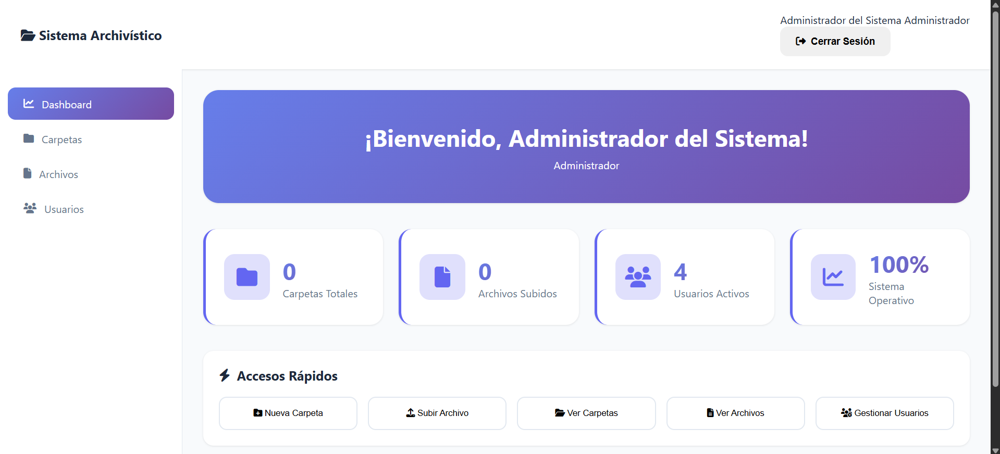 Sistema Archivístico
Administrador del Sistema Administrador
Cerrar Sesión
Dashboard
Carpetas
Archivos
Usuarios
¡Bienvenido, Administrador del Sistema!
Administrador
0
Carpetas Totales
0
Archivos Subidos
4
Usuarios Activos
100%
Sistema
Operativo
Accesos Rápidos
Nueva Carpeta
Subir Archivo
Ver Carpetas
Ver Archivos
Gestionar Usuarios